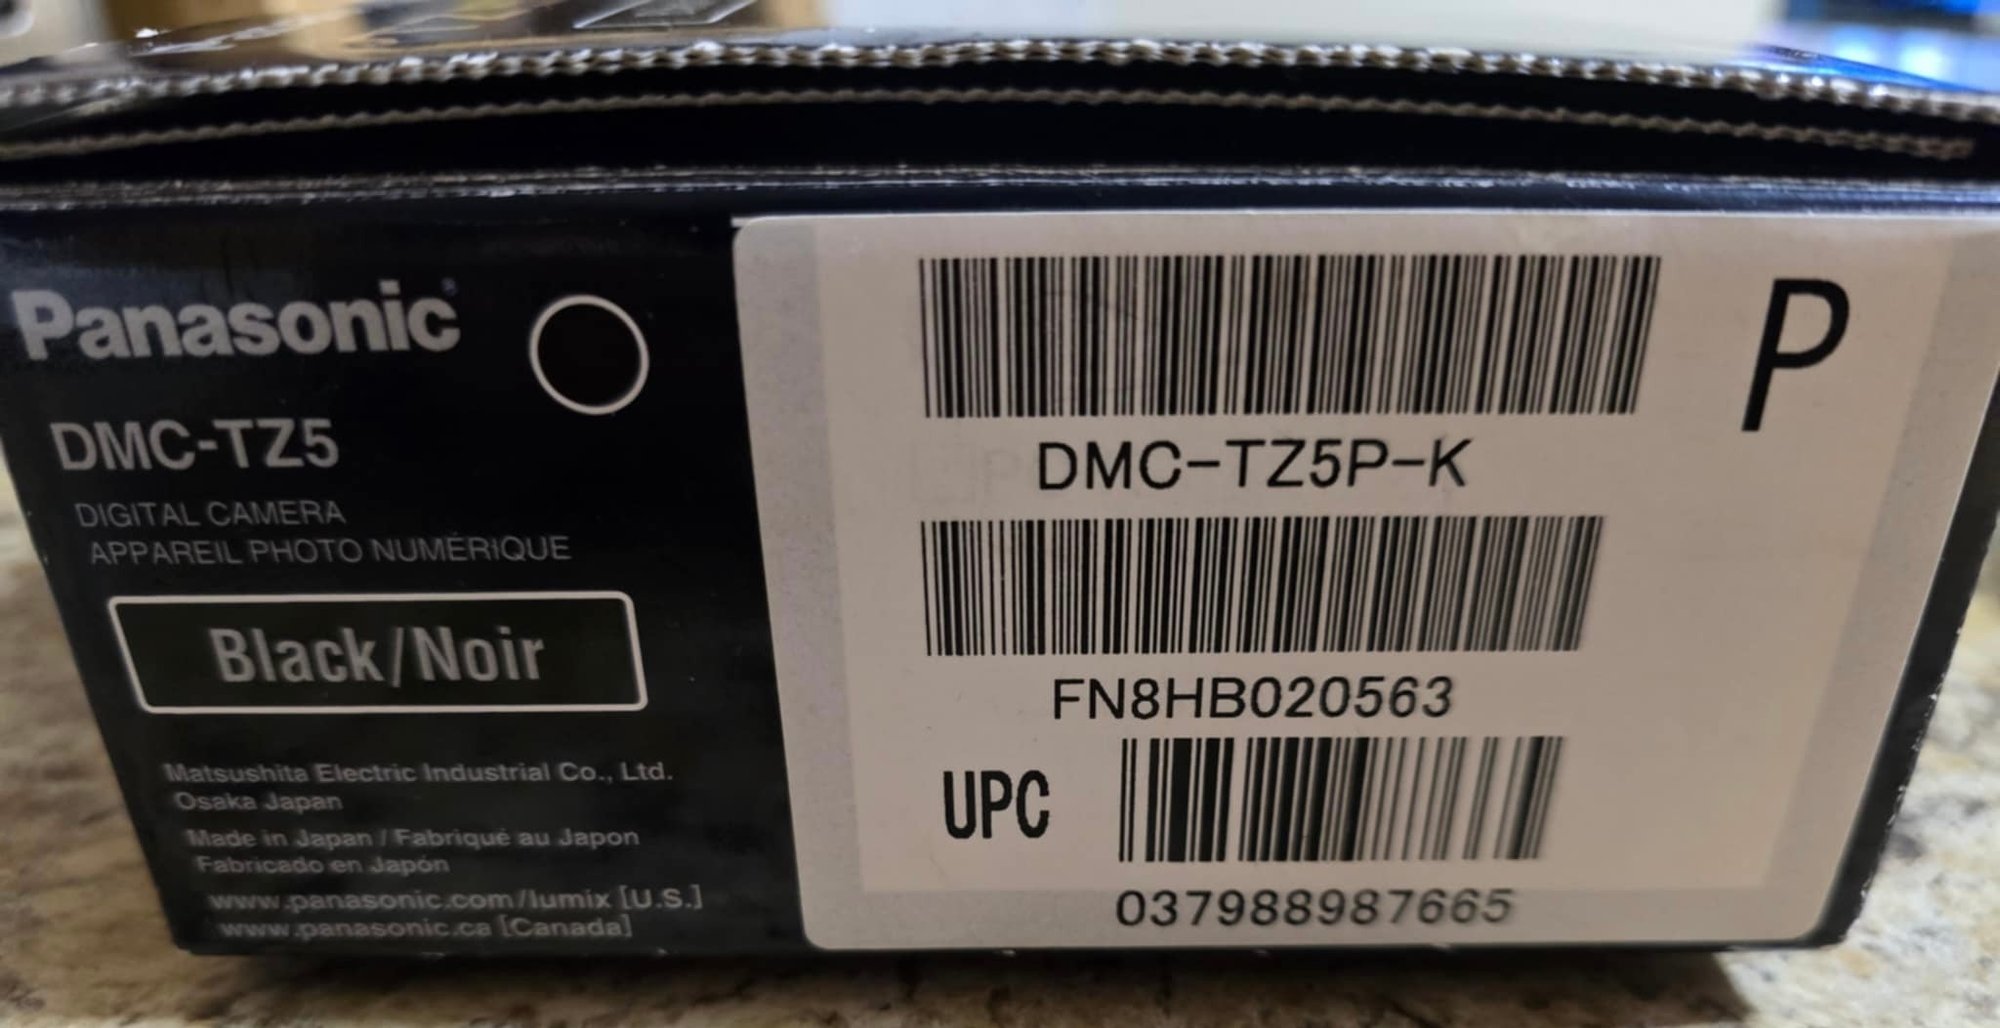 Panasonic®
DMC-TZ5
DIGITAL CAMERA
APPAREIL PHOTO NUMÉRIQUE
Black/Noir
Matsushita Electric Industrial Co., Ltd.
Osaka Japan
Made in Japan / Fabriqué au Japon
Fabricado en Japón
www.panasonic.com/lumix [U.S.]
www.panasonic.ca [Canada]
P
DMC-TZ5P-K
FN8HB020563
UPC
037988987665